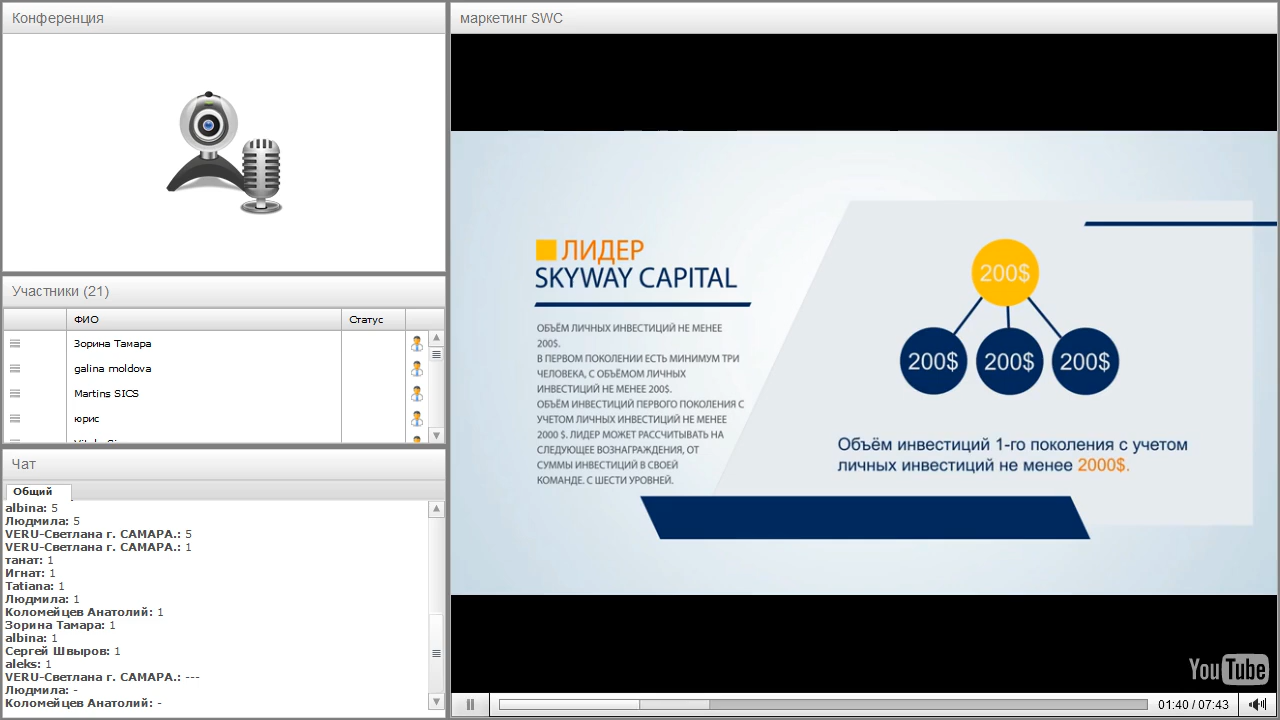 Конференция
Участники (21)
ФИО
Статус
Зорина Тамара
galina moldova
Martins SICS
юрис
Чат
Общий
albina: 5
Людмила: 5
VERU-Светлана г. САМАРА.: 5
VERU-Светлана г. САМАРА.: 1
танат: 1
Игнат: 1
Tatiana: 1
Людмила: 1
Коломейцев Анатолий: 1
Зорина Тамара: 1
albina: 1
Сергей Швыров: 1
aleks: 1
VERU-Светлана г. САМАРА.: ---
Людмила: -
Коломейцев Анатолий: -
маркетинг SWC
ЛИДЕР
SKYWAY CAPITAL
ОБЪЁМ ЛИЧНЫХ ИНВЕСТИЦИЙ НЕ МЕНЕЕ
200$.
В ПЕРВОМ ПОКОЛЕНИИ ЕСТЬ МИНИМУМ ТРИ
ЧЕЛОВЕКА, С ОБЪЁМОМ ЛИЧНЫХ
ИНВЕСТИЦИЙ НЕ МЕНЕЕ 200$.
ОБЪЁМ ИНВЕСТИЦИЙ ПЕРВОГО ПОКОЛЕНИЯ С
УЧЕТОМ ЛИЧНЫХ ИНВЕСТИЦИЙ НЕ МЕНЕЕ
2000 $. ЛИДЕР МОЖЕТ РАССЧИТЫВАТЬ НА
СЛЕДУЮЩЕЕ ВОЗНАГРАЖДЕНИЯ, ОТ
СУММЫ ИНВЕСТИЦИЙ В СВОЕЙ
КОМАНДЕ. С ШЕСТИ УРОВНЕЙ.
200$
200$ 200$ 200$
Объём инвестиций 1-го поколения с учетом
личных инвестиций не менее 2000$.
YouTube
01:40 / 07:43